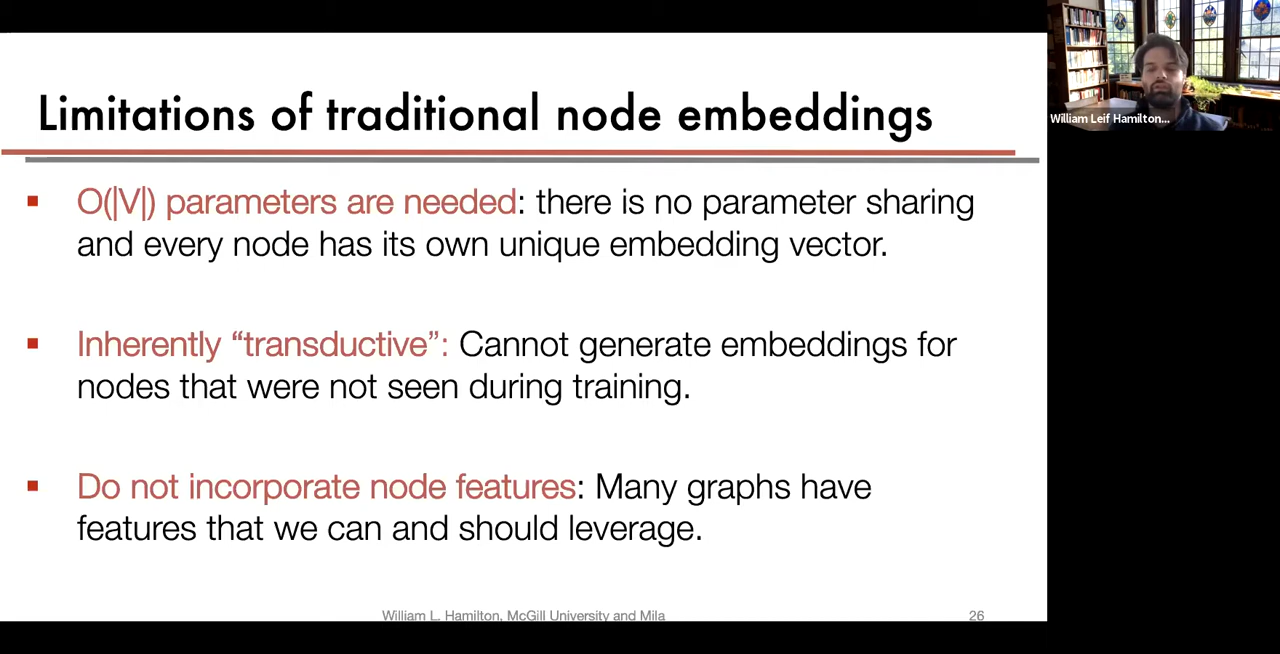 Limitations of traditional node embeddings
▪ O(|V|) parameters are needed: there is no parameter sharing
and every node has its own unique embedding vector.
▪ Inherently “transductive”: Cannot generate embeddings for
nodes that were not seen during training.
▪ Do not incorporate node features: Many graphs have
features that we can and should leverage.
William L. Hamilton, McGill University and Mila
26
William Leif Hamilton...